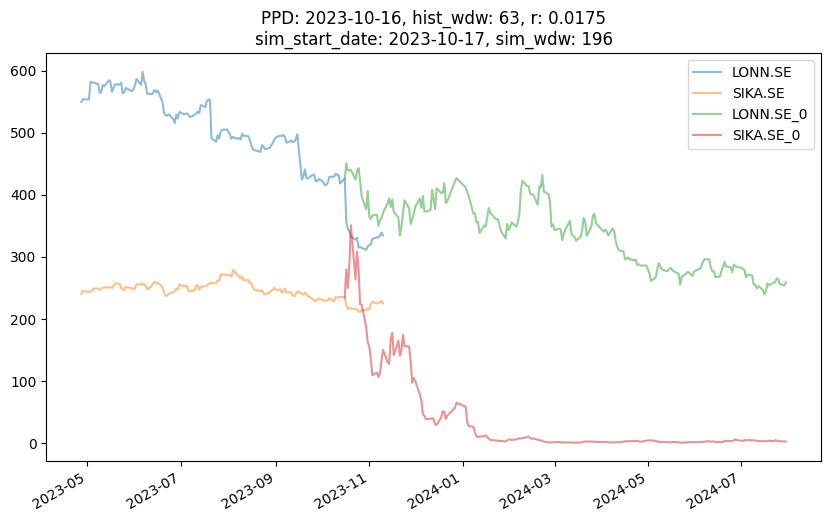 PPD: 2023-10-16, hist_wdw: 63, r: 0.0175
sim_start_date: 2023-10-17, sim_wdw: 196
LONN.SE
SIKA.SE
LONN.SE_0
SIKA.SE_0
600
500
400
300
200
100
0
2023-05
2023-07
2023-09
2023-11
2024-01
2024-03
2024-05
2024-07